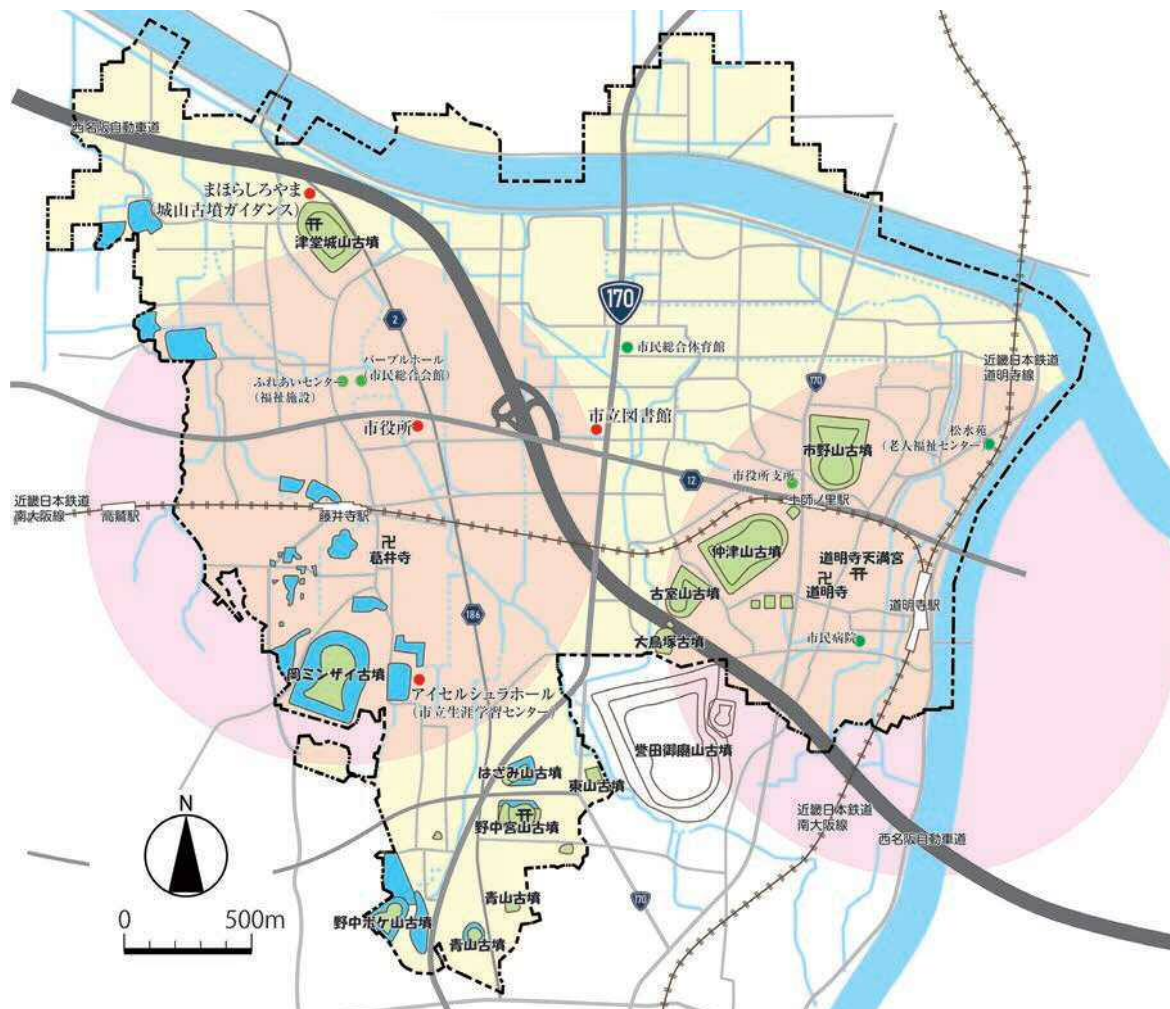 西名阪自動車道
まほらしろやま
(城山古墳ガイダンス)
津堂城山古墳
170
2
市民総合体育館
パープルホール
(市民総合会館)
ふれあいセンター
(福祉施設)
近畿日本鉄道
道明寺線
170
市役所
市立図書館
松水苑
(老人福祉センター)
市野山古墳
12
市役所支所
土師ノ里駅
近畿日本鉄道
南大阪線
高鷲駅
藤井寺駅
葛井寺
仲津山古墳
道明寺天満宮
道明寺
古室山古墳
道明寺駅
186
大鳥塚古墳
市民病院
岡ミンザイ古墳
アイセルシュラホール
(市立生涯学習センター)
誉田御廟山古墳
はざみ山古墳
東山古墳
野中宮山古墳
近畿日本鉄道
南大阪線
西名阪自動車道
N
0 500m
青山古墳
170
野中ボケ山古墳
青山古墳